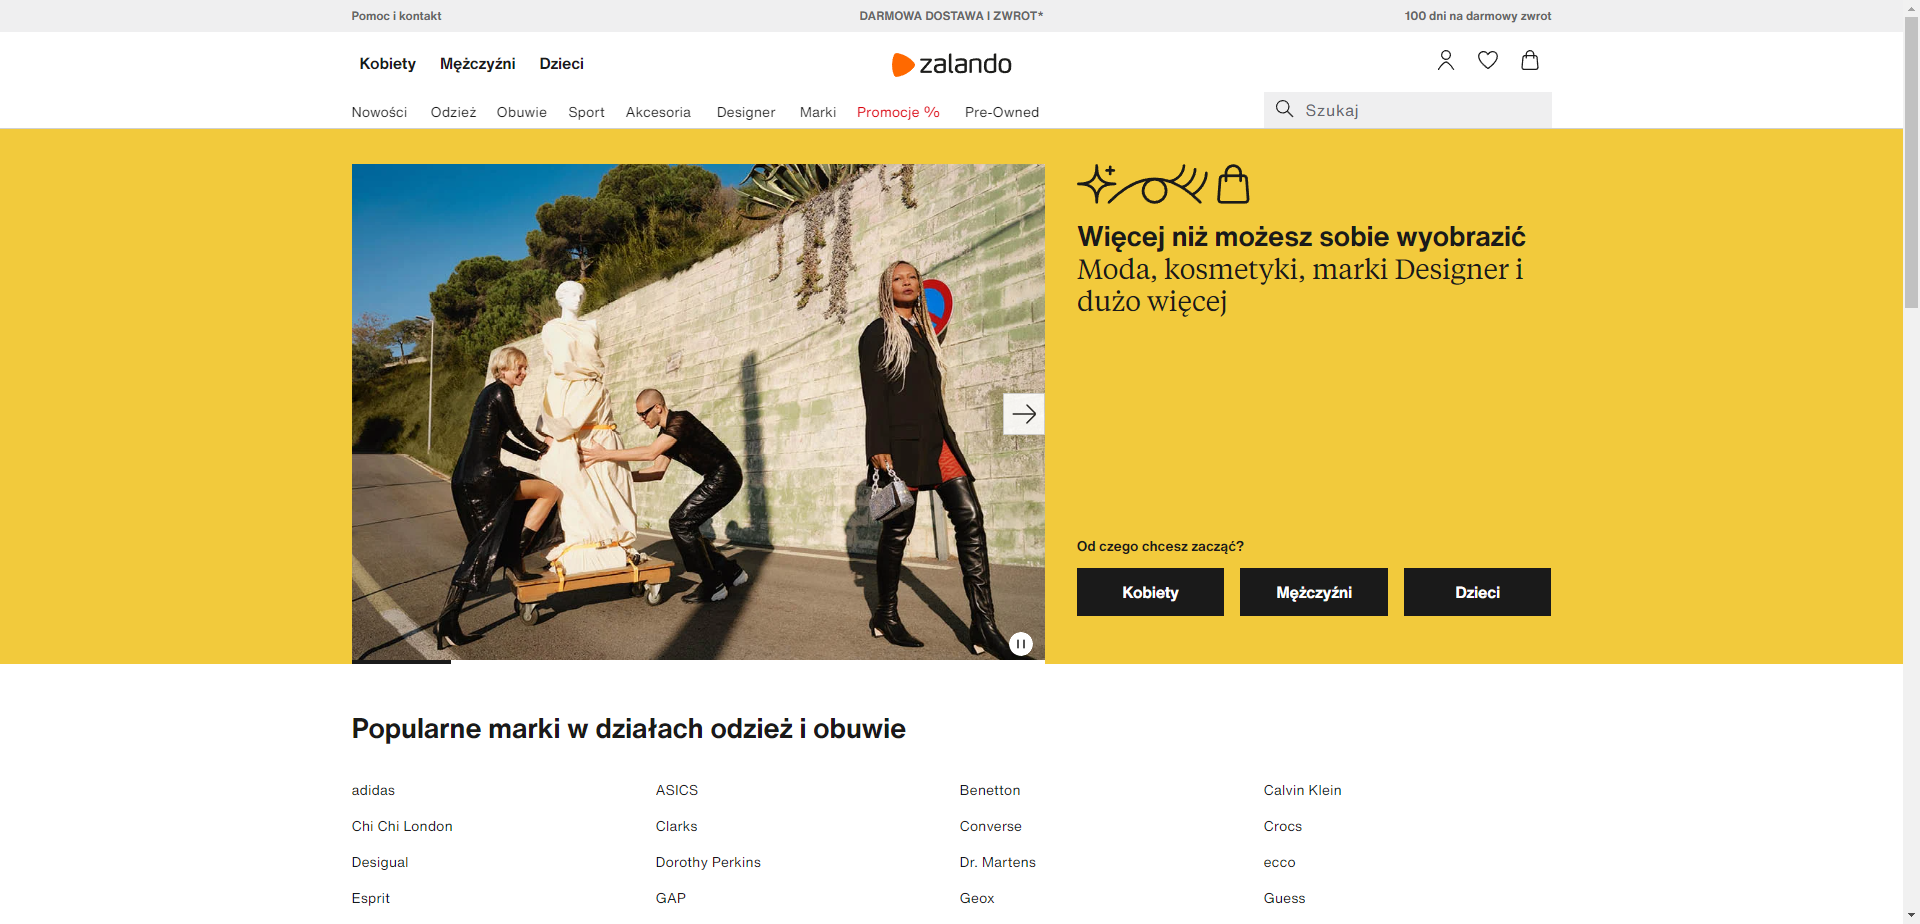 Pomoc i kontakt
DARMOWA DOSTAWA I ZWROT*
100 dni na darmowy zwrot
Kobiety
Mężczyźni
Dzieci
zalando
Nowości
Odzież
Obuwie
Sport
Akcesoria
Designer
Marki
Promocje %
Pre-Owned
Szukaj
Więcej niż możesz sobie wyobrazić
Moda, kosmetyki, marki Designer i
dużo więcej
Od czego chcesz zacząć?
Kobiety
Mężczyźni
Dzieci
Popularne marki w działach odzież i obuwie
adidas
ASICS
Benetton
Calvin Klein
Chi Chi London
Clarks
Converse
Crocs
Desigual
Dorothy Perkins
Dr. Martens
ecco
Esprit
GAP
Geox
Guess